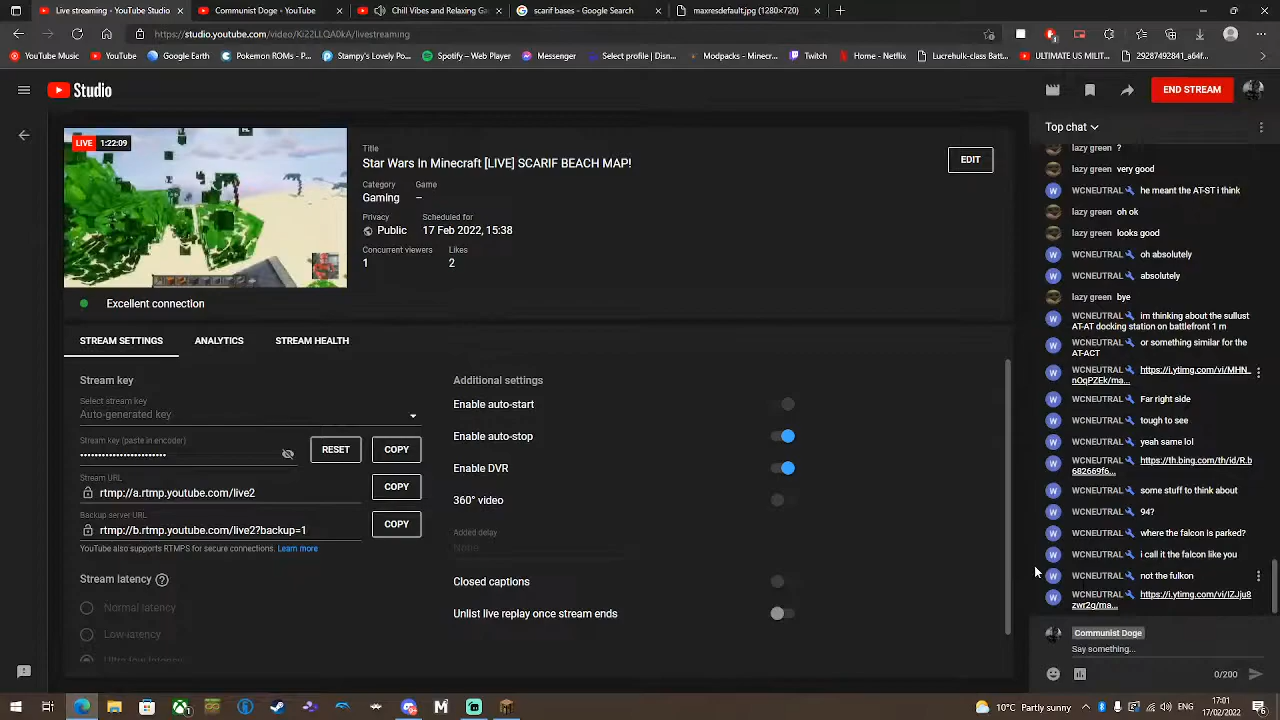 Live streaming - YouTube Studio
Communist Doge - YouTube
Chill Vibes and Relaxing Ga
scarif bases - Google Search
maxresdefault.jpg (1280×720)
https://studio.youtube.com/video/Ki22LLQA0kA/livestreaming
YouTube Music
YouTube
Google Earth
Pokemon ROMs – P...
Stampy's Lovely Bo...
Spotify – Web Player
Messenger
Select profile | Disn...
Modpacks - Minecr...
Twitch
Home - Netflix
Lucrehulk-class Batt...
ULTIMATE US MILIT...
29287492841_a64f...
Studio
END STREAM
LIVE 1:22:09
Title
Star Wars In Minecraft [LIVE] SCARIF BEACH MAP!
EDIT
Category Game
Gaming –
Privacy Scheduled for
Public 17 Feb 2022, 15:38
Concurrent viewers Likes
1 2
Excellent connection
STREAM SETTINGS ANALYTICS STREAM HEALTH
Stream key
Select stream key
Auto-generated key
Stream key (paste in encoder)
RESET COPY
Stream URL
rtmp://a.rtmp.youtube.com/live2
COPY
Backup server URL
rtmp://b.rtmp.youtube.com/live2?backup=1
COPY
YouTube also supports RTMPS for secure connections. Learn more
Stream latency
Normal latency
Low-latency
Ultra low-latency
Additional settings
Enable auto-start
Enable auto-stop
Enable DVR
360° video
Added delay
None
Closed captions
Unlist live replay once stream ends
Top chat
lazy green ?
lazy green very good
WCNEUTRAL he meant the AT-ST i think
lazy green oh ok
lazy green looks good
WCNEUTRAL oh absolutely
WCNEUTRAL absolutely
lazy green bye
WCNEUTRAL im thinking about the sullust
AT-AT docking station on battlefront 1 m
WCNEUTRAL or something similar for the
AT-ACT
WCNEUTRAL https://i.ytimg.com/vi/MHN_
nOqPZEk/ma...
WCNEUTRAL Far right side
WCNEUTRAL tough to see
WCNEUTRAL yeah same lol
WCNEUTRAL https://th.bing.com/th/id/R.b
682669f6...
WCNEUTRAL some stuff to think about
WCNEUTRAL 94?
WCNEUTRAL where the falcon is parked?
WCNEUTRAL i call it the falcon like you
WCNEUTRAL not the fulkon
WCNEUTRAL https://i.ytimg.com/vi/IZJju8
zwr2g/ma...
Communist Doge
Say something...
0/200
10°C Partly sunny
17:01
17/02/2022